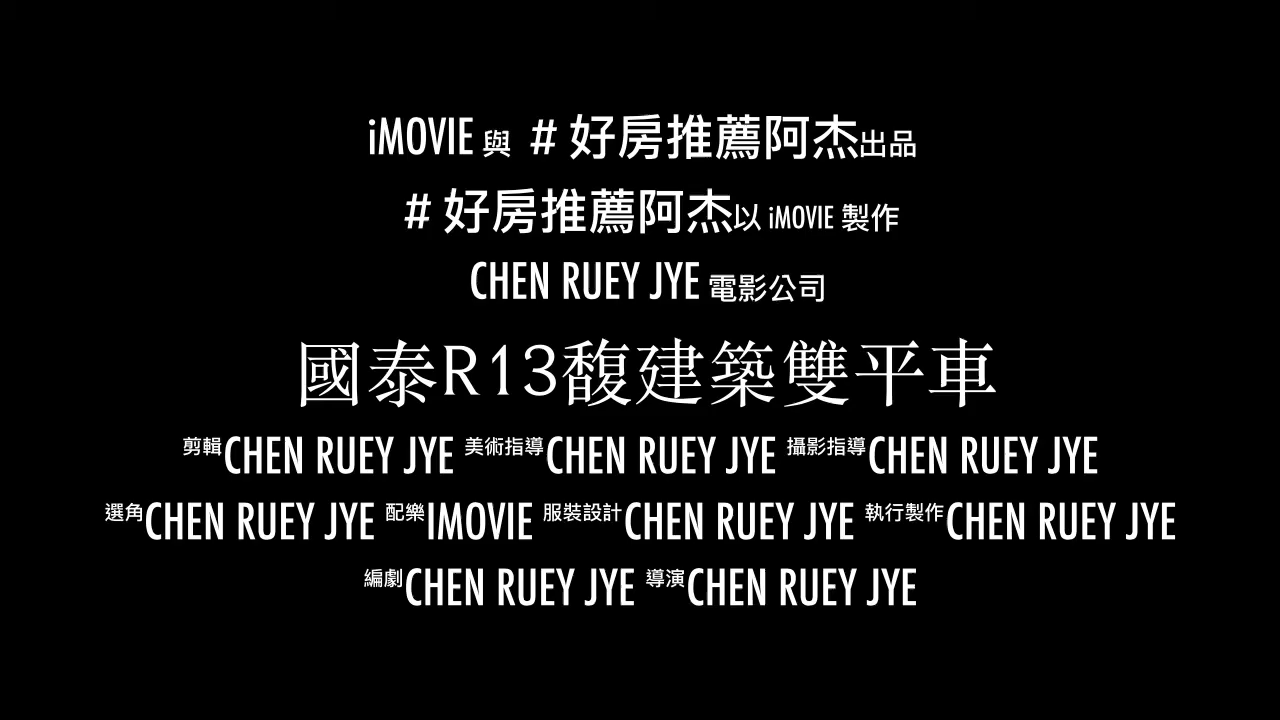 iMOVIE 與 # 好房推薦阿杰出品
# 好房推薦阿杰以 iMOVIE 製作
CHEN RUEY JYE 電影公司
國泰R13馥建築雙平車
剪輯CHEN RUEY JYE 美術指導CHEN RUEY JYE 攝影指導CHEN RUEY JYE
選角CHEN RUEY JYE 配樂IMOVIE 服裝設計CHEN RUEY JYE 執行製作CHEN RUEY JYE
編劇CHEN RUEY JYE 導演CHEN RUEY JYE